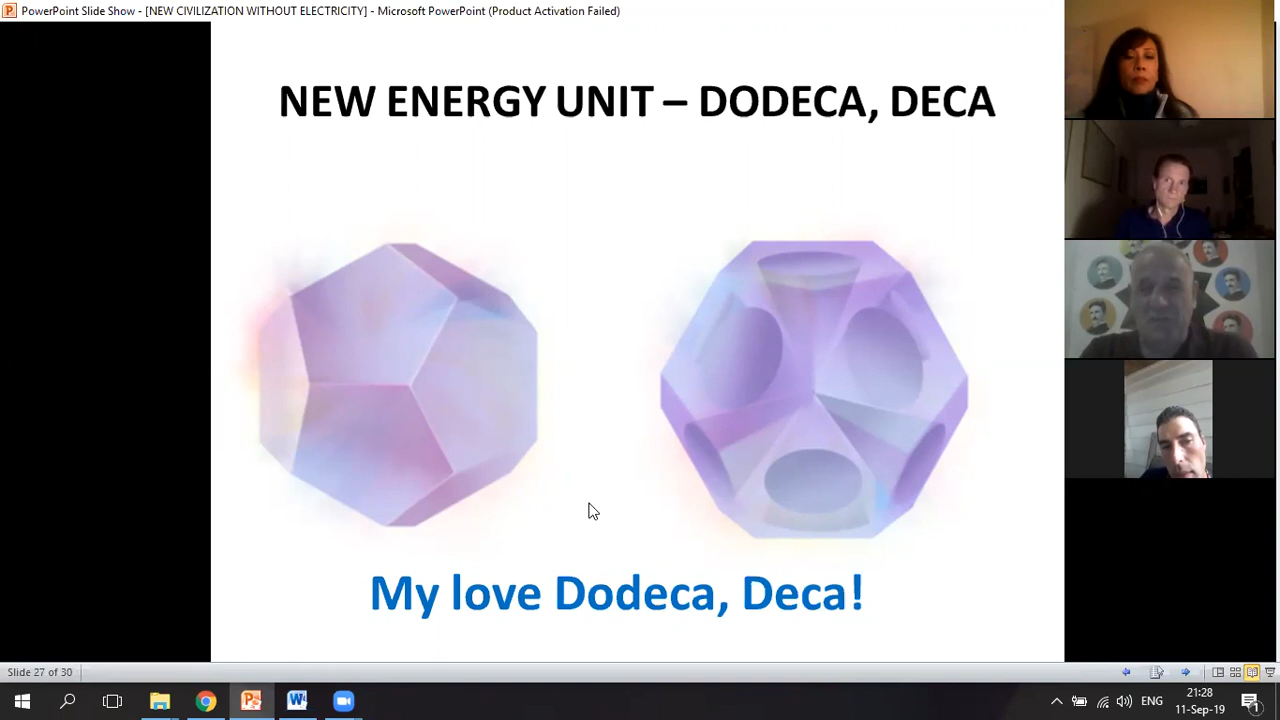 PowerPoint Slide Show - [NEW CIVILIZATION WITHOUT ELECTRICITY] - Microsoft PowerPoint (Product Activation Failed)
NEW ENERGY UNIT – DODECA, DECA
My love Dodeca, Deca!
Slide 27 of 30
ENG
21:28
11-Sep-19
1